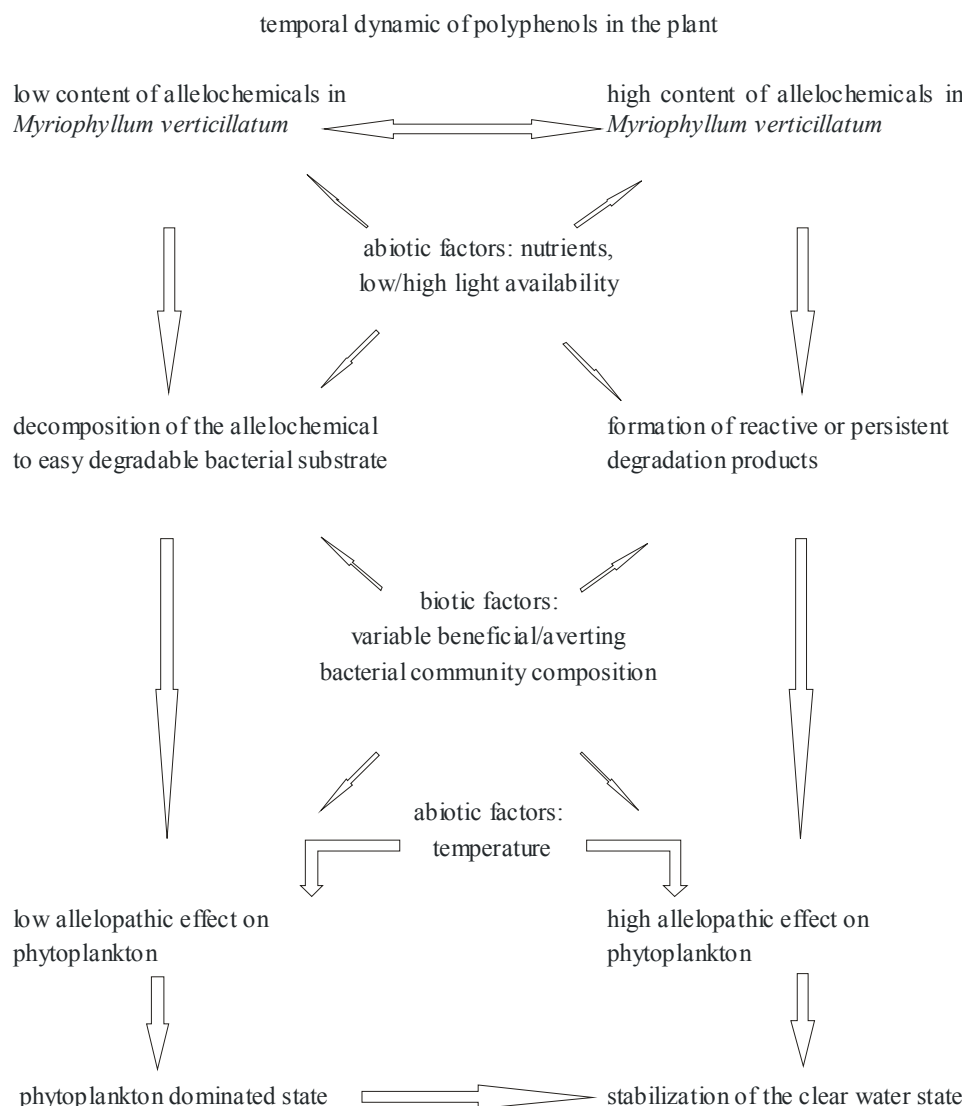 temporal dynamic of polyphenols in the plant
low content of allelochemicals in
Myriophyllum verticillatum
high content of allelochemicals in
Myriophyllum verticillatum
abiotic factors: nutrients,
low/high light availability
decomposition of the allelochemical
to easy degradable bacterial substrate
formation of reactive or persistent
degradation products
biotic factors:
variable beneficial/averting
bacterial community composition
abiotic factors:
temperature
low allelopathic effect on
phytoplankton
high allelopathic effect on
phytoplankton
phytoplankton dominated state
stabilization of the clear water state